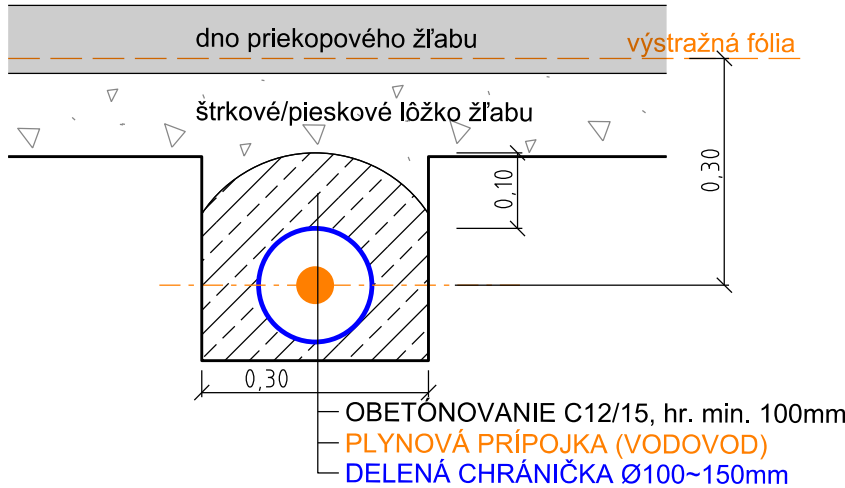 dno priekopového žľabu
výstražná fólia
štrkové/pieskové lôžko žľabu
0,10
0,30
0,30
OBETÓNOVANIE C12/15, hr. min. 100mm
PLYNOVÁ PRÍPOJKA (VODOVOD)
DELENÁ CHRÁNIČKA Ø100~150mm